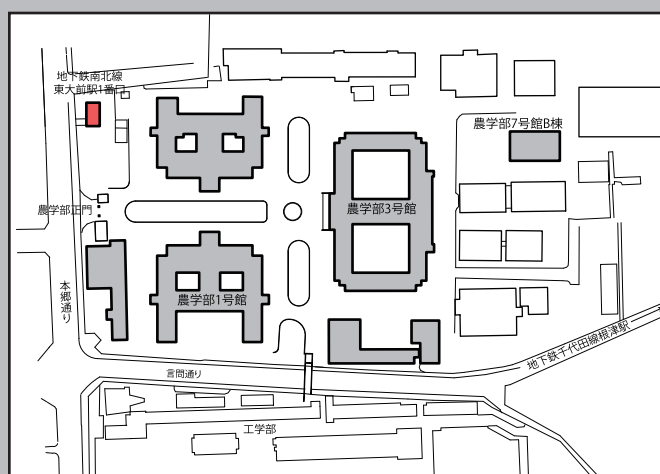 地下鉄南北線
東大前駅1番口
農学部7号館B棟
農学部3号館
農学部正門
農学部1号館
本郷通り
地下鉄千代田線根津駅
言問通り
工学部